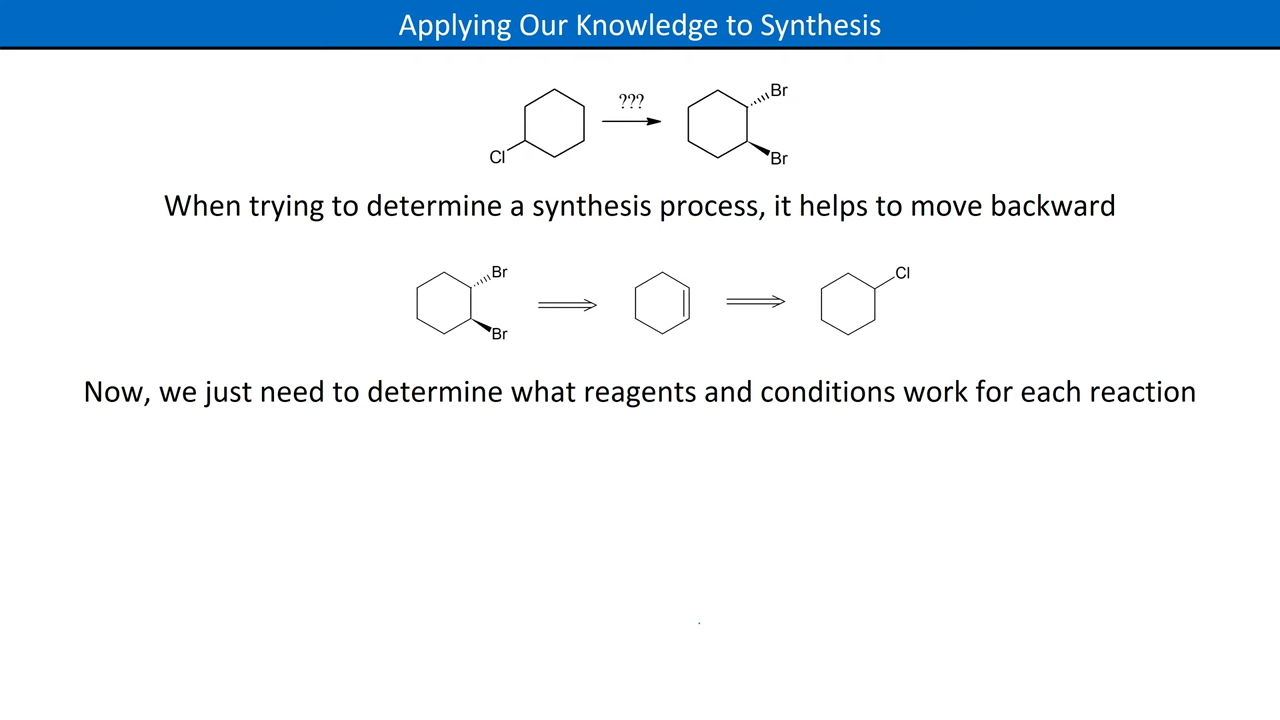 Applying Our Knowledge to Synthesis
Br
???
Cl
Br
When trying to determine a synthesis process, it helps to move backward
Br
Cl
Br
Now, we just need to determine what reagents and conditions work for each reaction